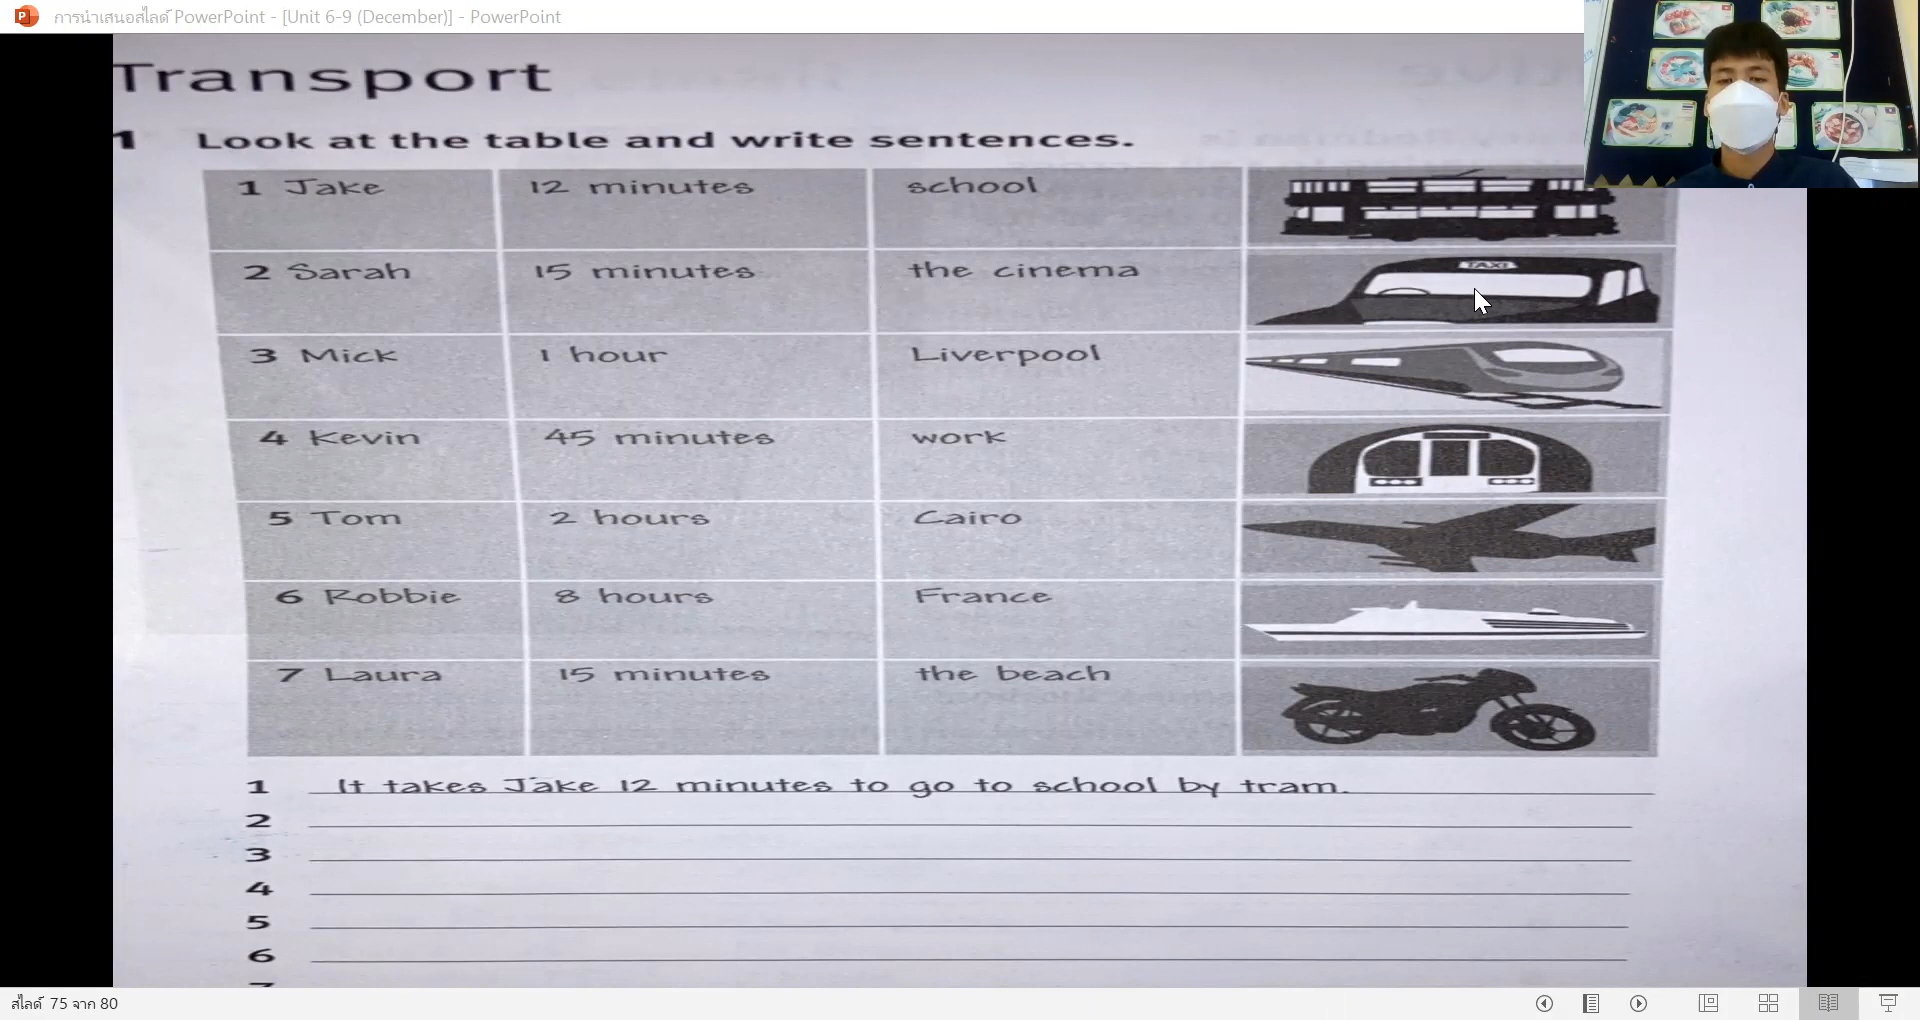 การนำเสนอสไลด์ PowerPoint - [Unit 6-9 (December)] - PowerPoint
Transport
1 Look at the table and write sentences.
1 Jake 12 minutes school
2 Sarah 15 minutes the cinema
TAXI
3 Mick 1 hour Liverpool
4 Kevin 45 minutes work
5 Tom 2 hours Cairo
6 Robbie 8 hours France
7 Laura 15 minutes the beach
1 It takes Jake 12 minutes to go to school by tram.
2
3
4
5
6
สไลด์ 75 จาก 80